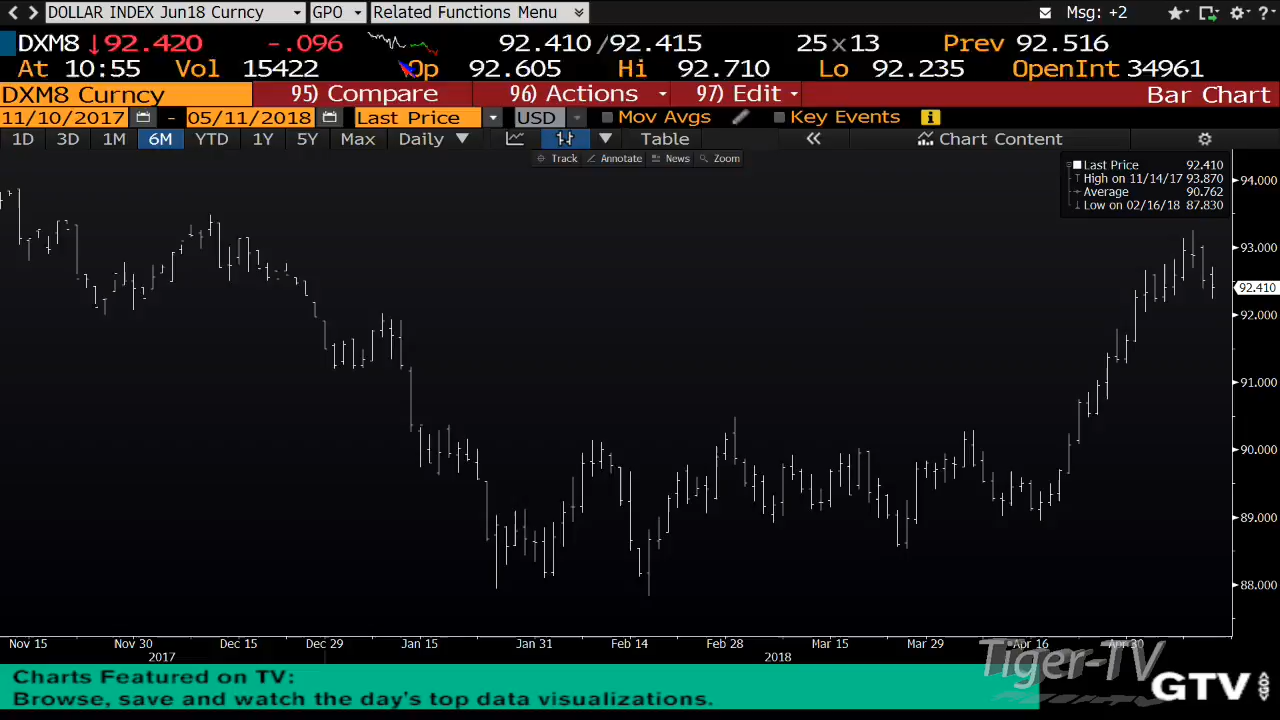 DOLLAR INDEX Jun18 Curncy GPO Related Functions Menu Msg: +2
DXM8 ↓92.420 -.096 92.410/92.415 25x13 Prev 92.516
At 10:55 Vol 15422 Op 92.605 Hi 92.710 Lo 92.235 OpenInt 34961
DXM8 Curncy 95) Compare 96) Actions 97) Edit Bar Chart
11/10/2017 - 05/11/2018 Last Price USD Mov Avgs Key Events
1D 3D 1M 6M YTD 1Y 5Y Max Daily Table « Chart Content
Track Annotate News Zoom
Last Price 92.410
High on 11/14/17 93.870
Average 90.762
Low on 02/16/18 87.830
94.000
93.000
92.410
92.000
91.000
90.000
89.000
88.000
Nov 15 Nov 30 Dec 15 Dec 29 Jan 15 Jan 31 Feb 14 Feb 28 Mar 15 Mar 29 Apr 16 Apr 30
2017 2018
Tiger-TV
Charts Featured on TV:
Browse, save and watch the day's top data visualizations.
GTV